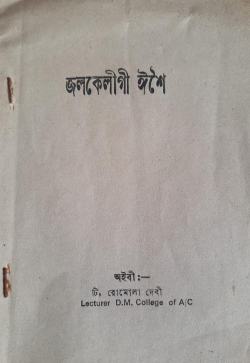 জলকেলীগী ঈশৈ
অইবী :—
টি, রোমোলা দেবী
Lecturer D.M. College of A|C